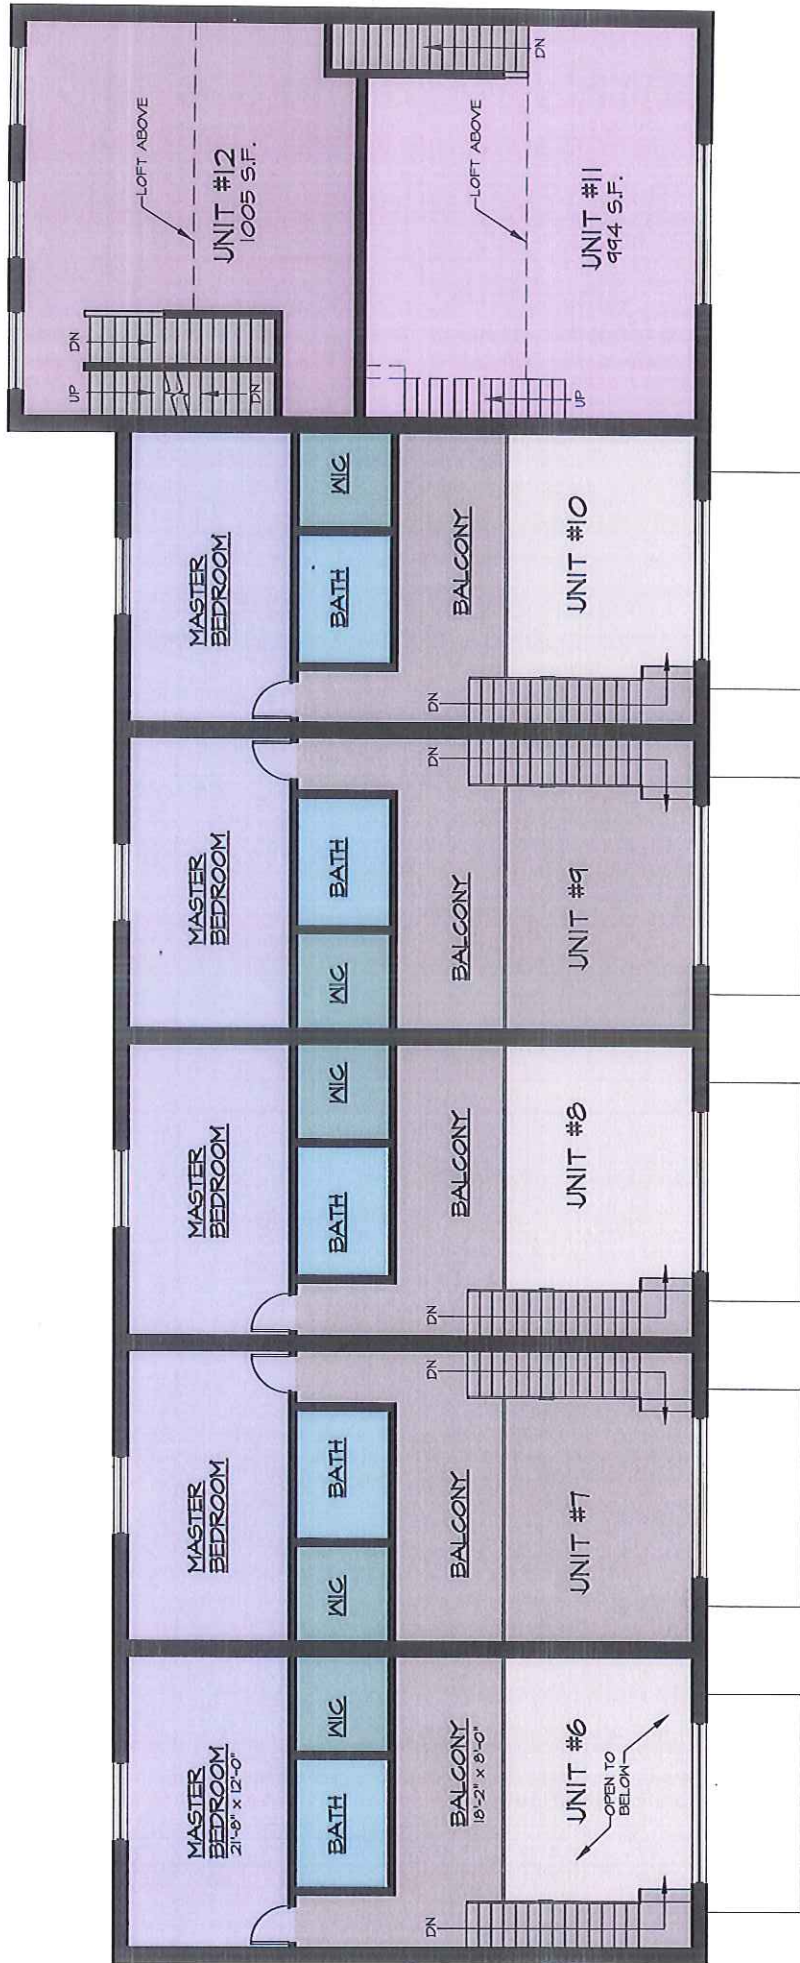 MASTER
BEDROOM
21'-8" x 12'-0"
BATH
WIC
BALCONY
18'-2" x 8'-0"
UNIT #6
OPEN TO
BELOW
DN
MASTER
BEDROOM
WIC
BATH
BALCONY
UNIT #7
DN
MASTER
BEDROOM
BATH
WIC
BALCONY
UNIT #8
DN
MASTER
BEDROOM
WIC
BATH
BALCONY
UNIT #9
DN
MASTER
BEDROOM
BATH
WIC
BALCONY
UNIT #10
DN
UP
DN
DN
LOFT ABOVE
UNIT #12
1005 S.F.
UP
LOFT ABOVE
UNIT #11
994 S.F.
DN